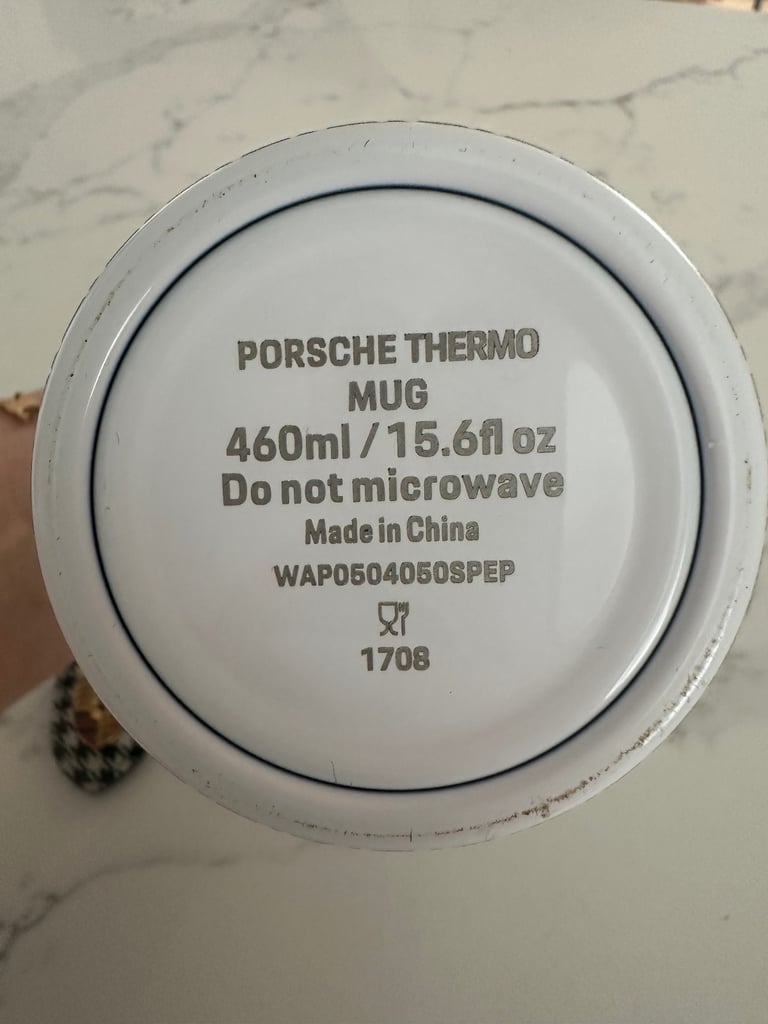 PORSCHE THERMO
MUG
460ml / 15.6fl oz
Do not microwave
Made in China
WAP0504050SPEP
1708